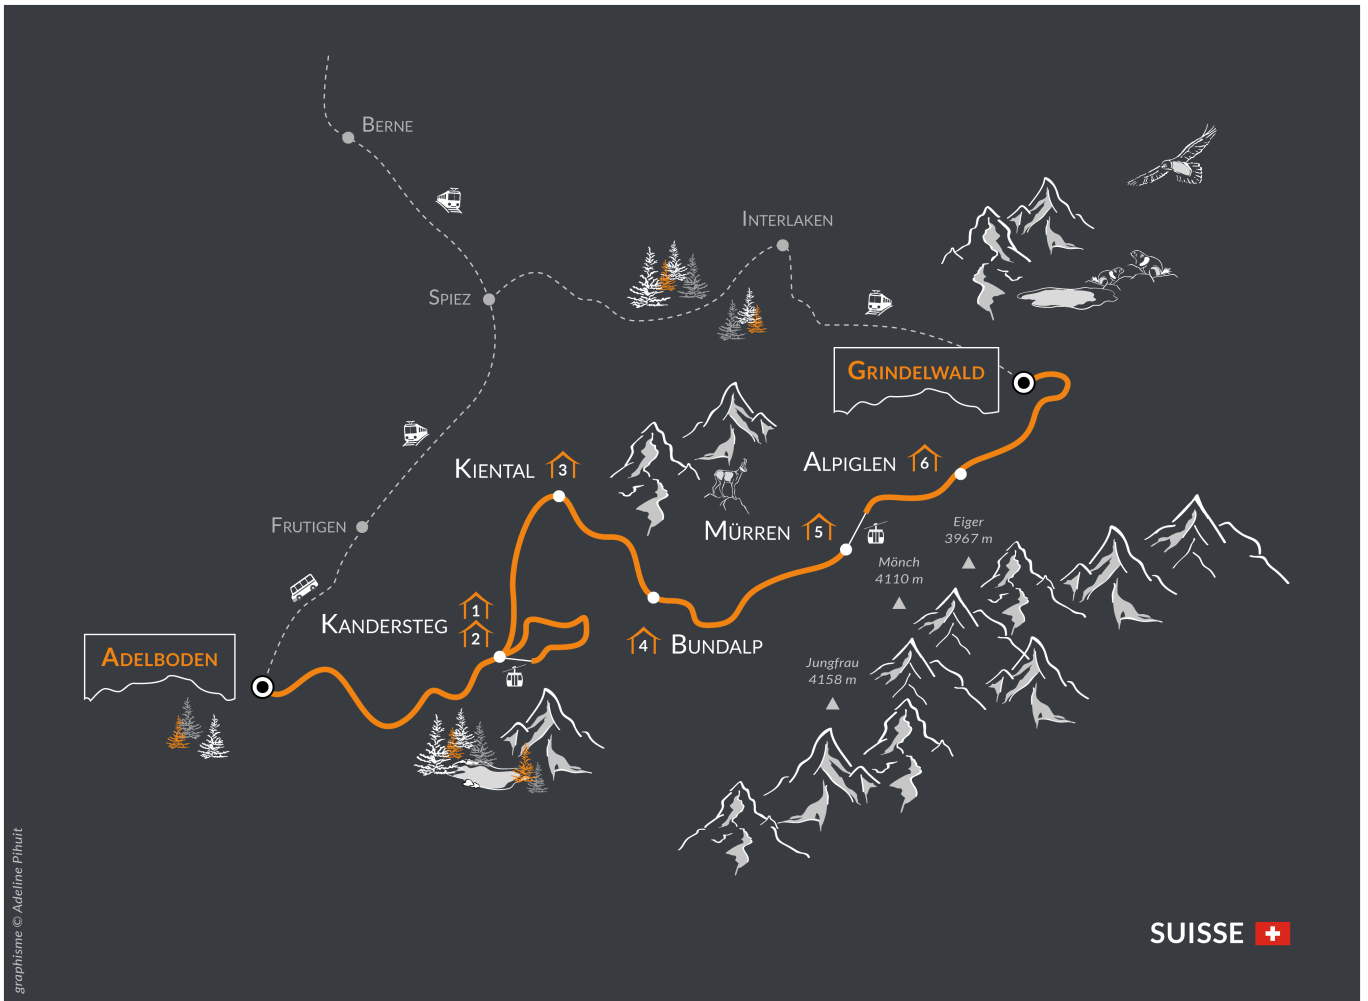 BERNE
INTERLAKEN
SPIEZ
GRINDELWALD
KIENTAL 3
ALPIGLEN 6
FRUTIGEN
MÜRREN 5
Eiger
3967 m
Mönch
4110 m
KANDERSTEG 1
2
4 BUNDALP
ADELBODEN
Jungfrau
4158 m
SUISSE
graphisme © Adeline Pihuit